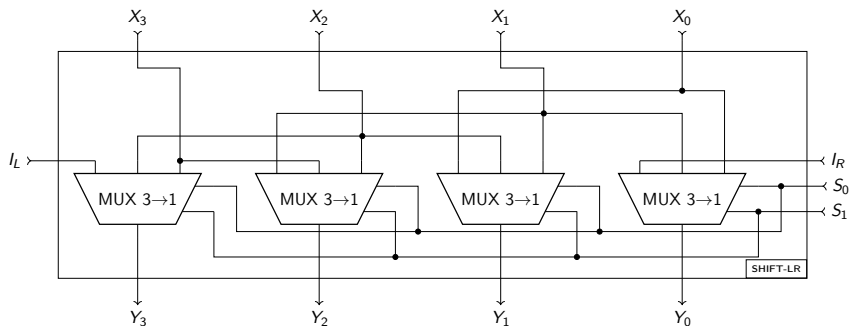 X3 X2 X1 X0
IL IR
MUX 3→1 MUX 3→1 MUX 3→1 MUX 3→1 S0
S1
SHIFT-LR
Y3 Y2 Y1 Y0